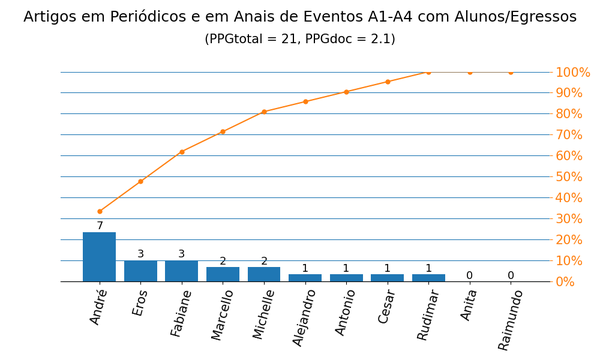 Artigos em Periódicos e em Anais de Eventos A1-A4 com Alunos/Egressos
(PPGtotal = 21, PPGdoc = 2.1)
100%
90%
80%
70%
60%
50%
40%
30%
20%
10%
0%
7
3
3
2
2
1
1
1
1
0
0
André
Eros
Fabiane
Marcello
Michelle
Alejandro
Antonio
Cesar
Rudimar
Anita
Raimundo